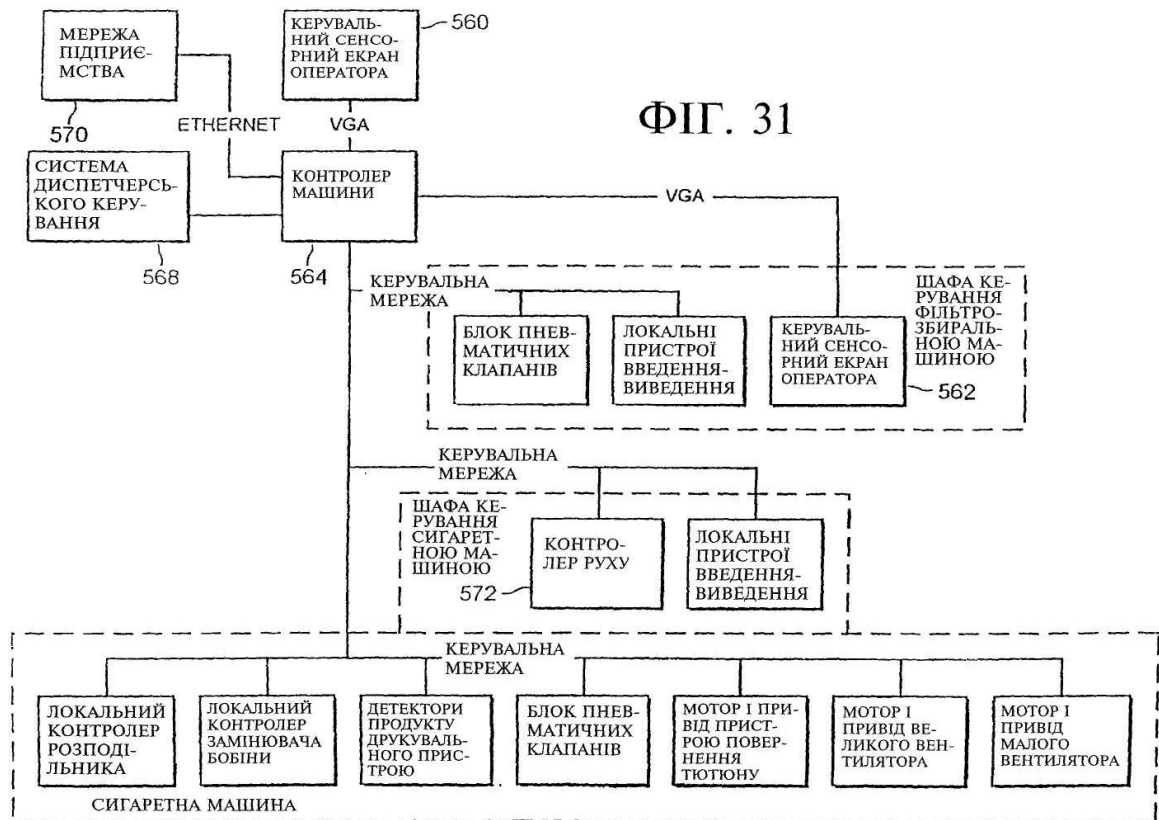 МЕРЕЖА
ПІДПРИЄ-
МСТВА
570
КЕРУВАЛЬ-
НИЙ СЕНСО-
РНИЙ ЕКРАН
ОПЕРАТОРА
560
ETHERNET
VGA
ФІГ. 31
СИСТЕМА
ДИСПЕТЧЕРСЬ-
КОГО КЕРУ-
ВАННЯ
568
КОНТРОЛЕР
МАШИНИ
564
VGA
КЕРУВАЛЬНА
МЕРЕЖА
БЛОК ПНЕВ-
МАТИЧНИХ
КЛАПАНІВ
ЛОКАЛЬНІ
ПРИСТРОЇ
ВВЕДЕННЯ-
ВИВЕДЕННЯ
КЕРУВАЛЬ-
НИЙ СЕНСО-
РНИЙ ЕКРАН
ОПЕРАТОРА
562
ШАФА КЕ-
РУВАННЯ
ФІЛЬТРО-
ЗБИРАЛЬ-
НОЮ МА-
ШИНОЮ
КЕРУВАЛЬНА
МЕРЕЖА
ШАФА КЕ-
РУВАННЯ
СИГАРЕТ-
НОЮ МА-
ШИНОЮ
572
КОНТРО-
ЛЕР РУХУ
ЛОКАЛЬНІ
ПРИСТРОЇ
ВВЕДЕННЯ-
ВИВЕДЕННЯ
КЕРУВАЛЬНА
МЕРЕЖА
ЛОКАЛЬНИЙ
КОНТРОЛЕР
РОЗПОДІ-
ЛЬНИКА
ЛОКАЛЬНИЙ
КОНТРОЛЕР
ЗАМІНЮВАЧА
БОБІНИ
ДЕТЕКТОРИ
ПРОДУКТУ
ДРУКУВАЛЬ-
НОГО ПРИС-
ТРОЮ
БЛОК ПНЕВ-
МАТИЧНИХ
КЛАПАНІВ
МОТОР І ПРИ-
ВІД ПРИСТ-
РОЮ ПОВЕР-
НЕННЯ
ТЮТЮНУ
МОТОР І
ПРИВІД ВЕ-
ЛИКОГО ВЕН-
ТИЛЯТОРА
МОТОР І
ПРИВІД
МАЛОГО
ВЕНТИЛЯТОРА
СИГАРЕТНА МАШИНА